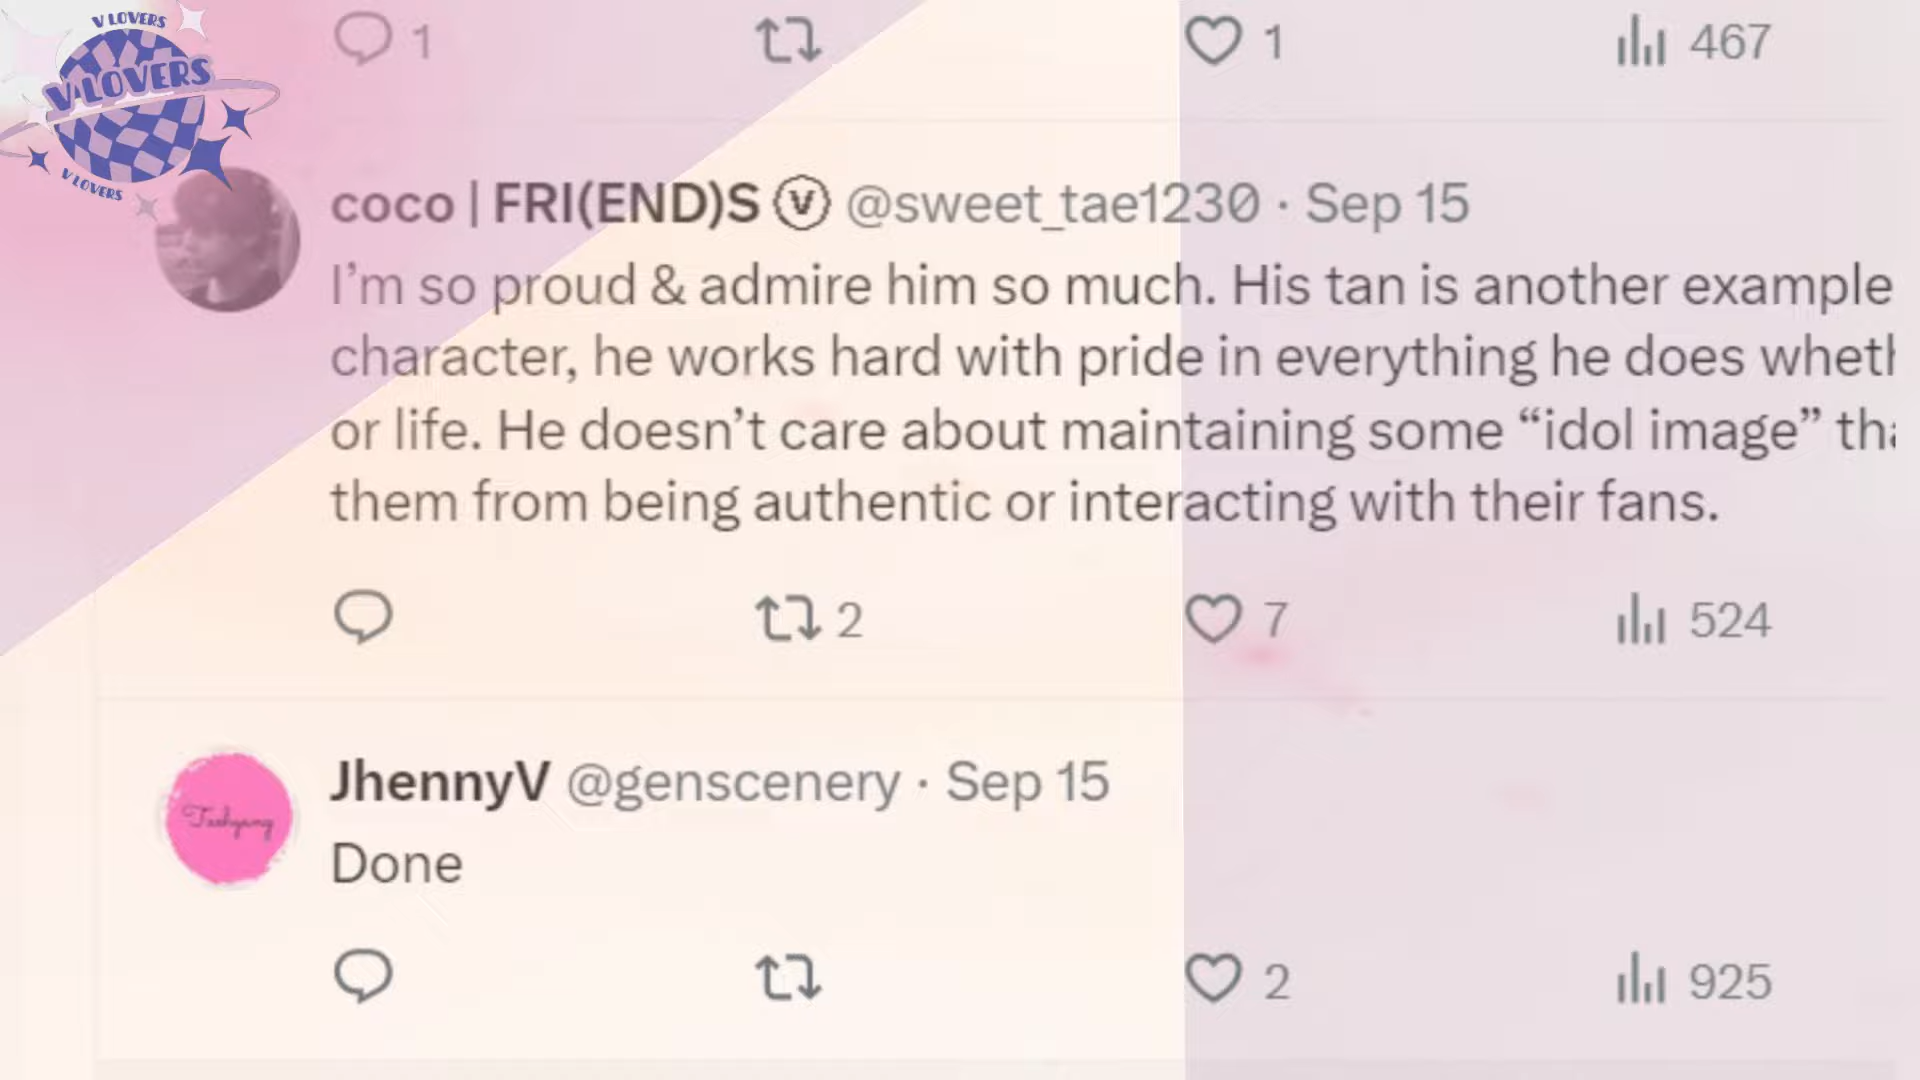 V LOVERS
V LOVERS
V LOVERS
1 1 467
coco | FRI(END)S V @sweet_tae1230 · Sep 15
I’m so proud & admire him so much. His tan is another example
character, he works hard with pride in everything he does wheth
or life. He doesn’t care about maintaining some “idol image” tha
them from being authentic or interacting with their fans.
2 7 524
Taehyung
JhennyV @genscenery · Sep 15
Done
2 925